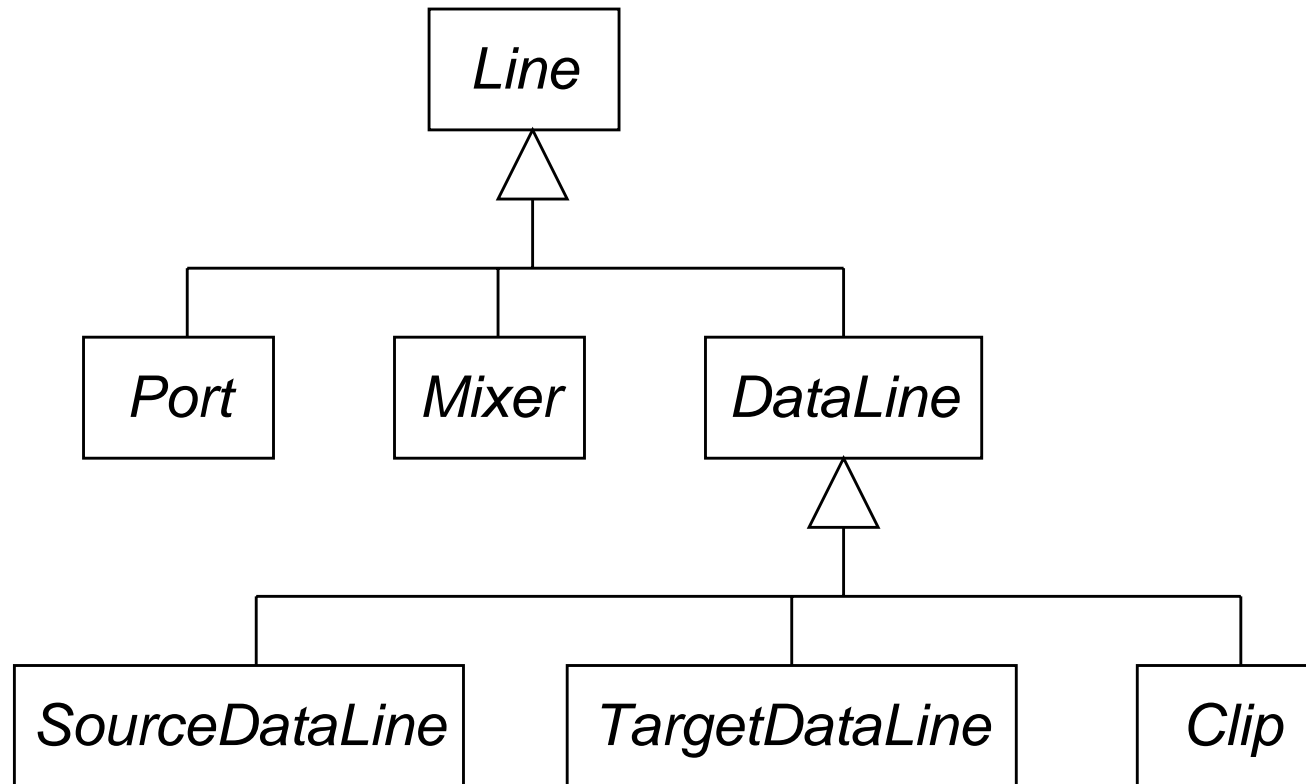 Line
Port
Mixer
DataLine
SourceDataLine
TargetDataLine
Clip